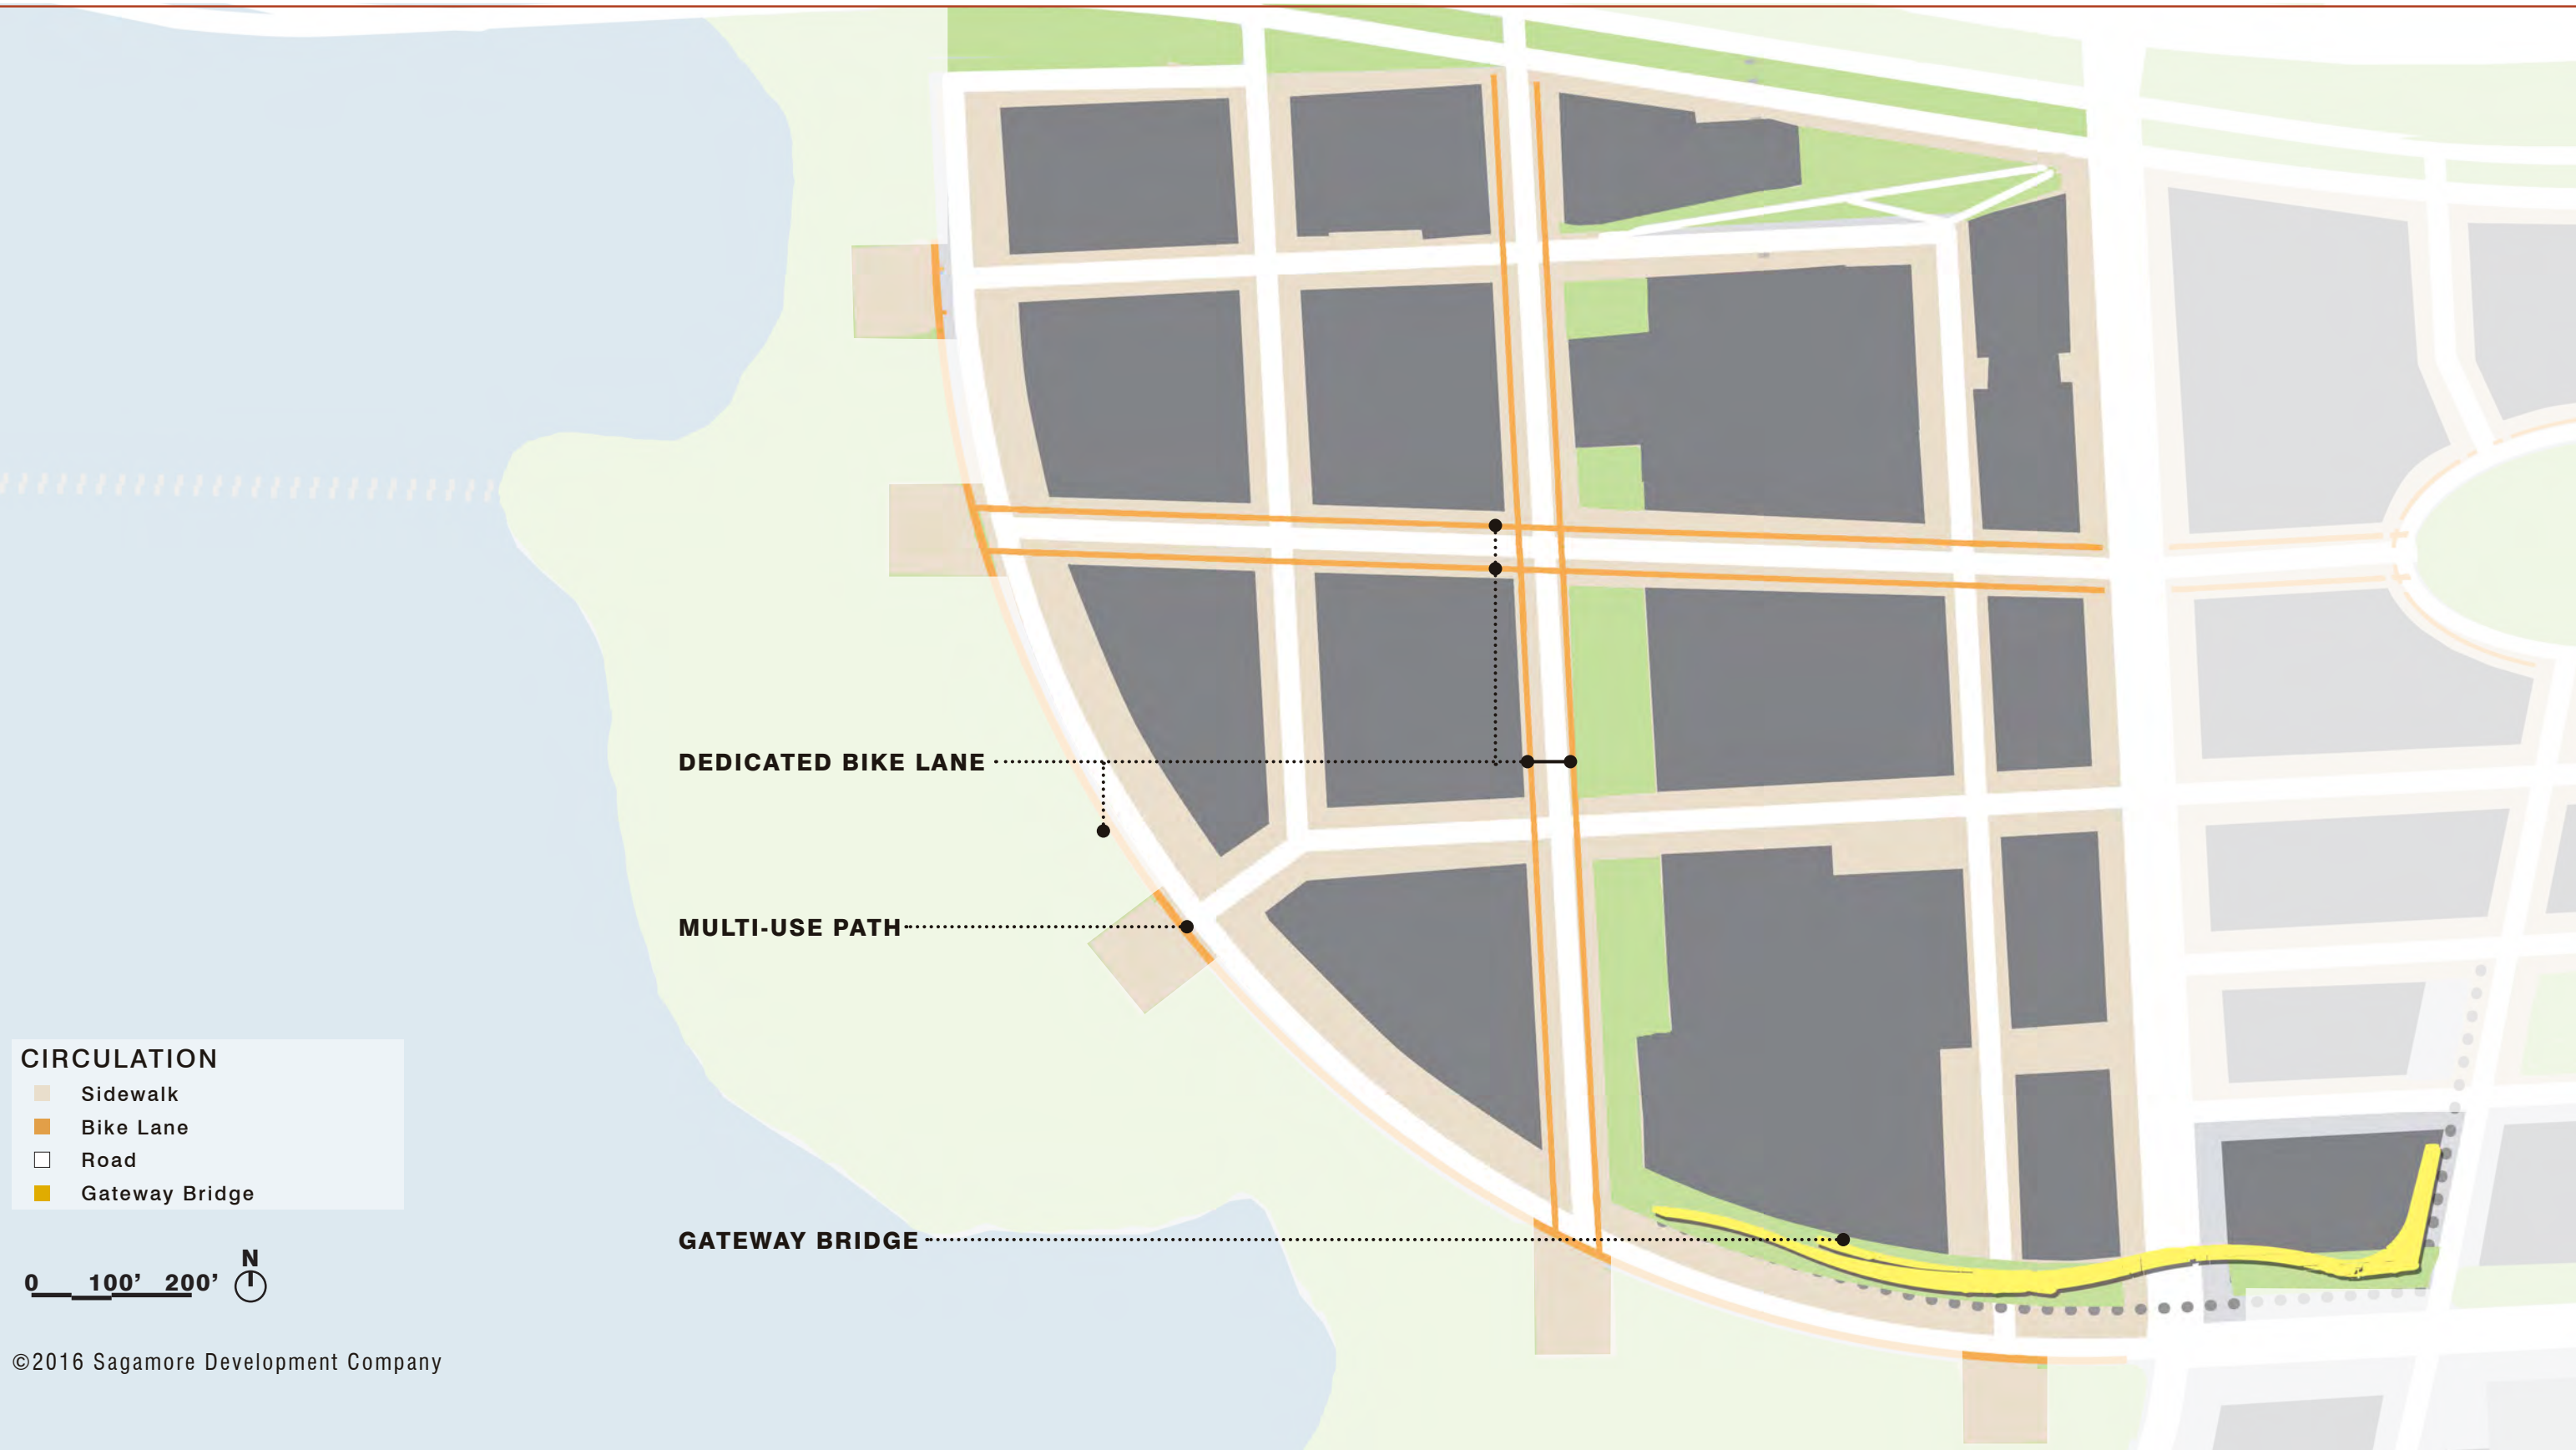 DEDICATED BIKE LANE
MULTI-USE PATH
GATEWAY BRIDGE
CIRCULATION
Sidewalk
Bike Lane
Road
Gateway Bridge
N
0 100’ 200’
©2016 Sagamore Development Company